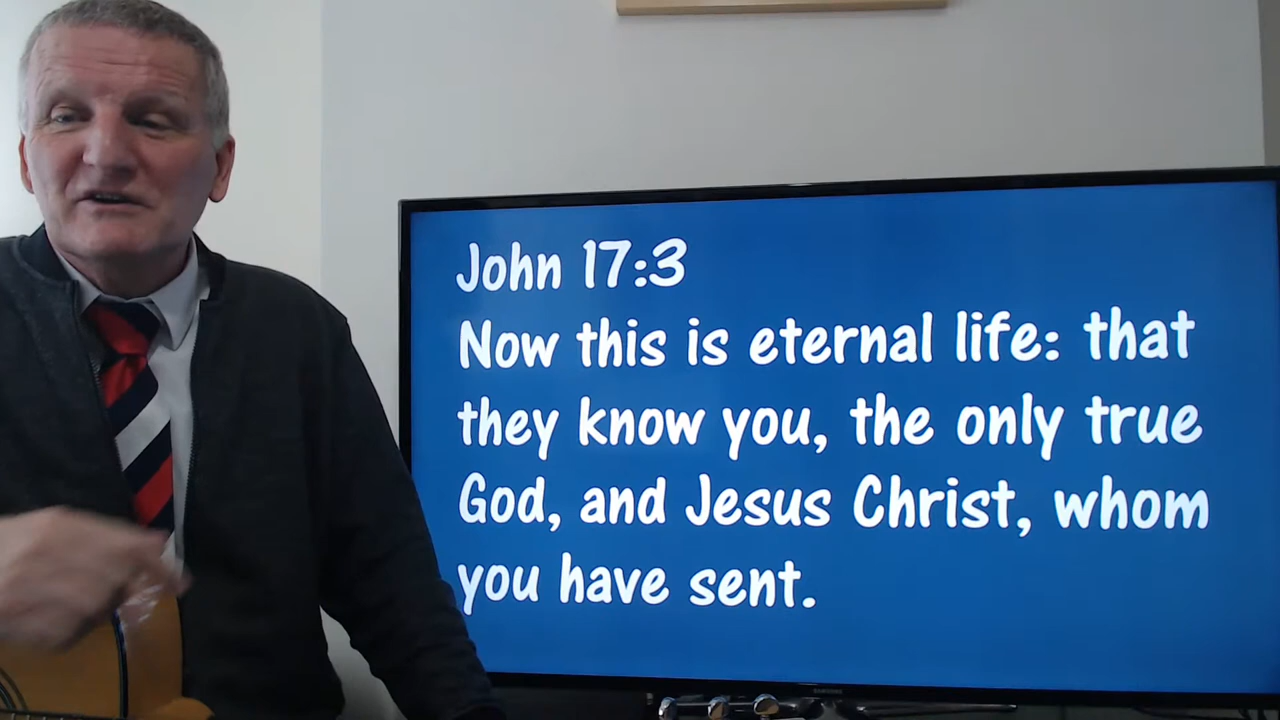 John 17:3
Now this is eternal life: that
they know you, the only true
God, and Jesus Christ, whom
you have sent.
SAMSUNG